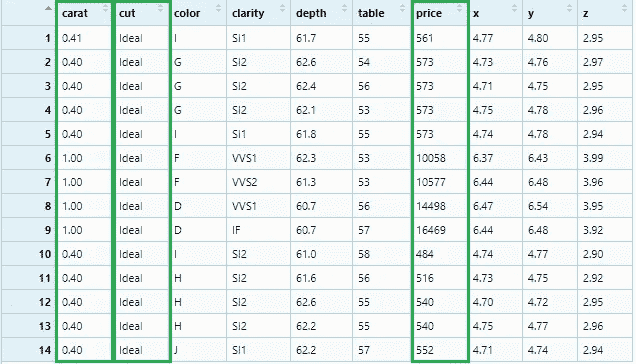 carat cut color clarity depth table price x y z
1 0.41 Ideal I SI1 61.7 55 561 4.77 4.80 2.95
2 0.40 Ideal G SI2 62.6 54 573 4.73 4.76 2.97
3 0.40 Ideal G SI2 62.4 56 573 4.71 4.75 2.95
4 0.40 Ideal G SI2 62.1 53 573 4.75 4.78 2.96
5 0.40 Ideal I SI1 61.8 55 573 4.74 4.78 2.94
6 1.00 Ideal F VVS1 62.3 53 10058 6.37 6.43 3.99
7 1.00 Ideal F VVS2 61.3 53 10577 6.44 6.48 3.96
8 1.00 Ideal D VVS1 60.7 56 14498 6.47 6.54 3.95
9 1.00 Ideal D IF 60.7 57 16469 6.44 6.48 3.92
10 0.40 Ideal I SI2 61.0 58 484 4.74 4.77 2.90
11 0.40 Ideal H SI2 61.6 56 516 4.73 4.75 2.92
12 0.40 Ideal H SI2 62.6 55 540 4.70 4.72 2.95
13 0.40 Ideal H SI2 62.2 55 540 4.75 4.77 2.96
14 0.40 Ideal J SI1 62.2 57 552 4.71 4.74 2.94